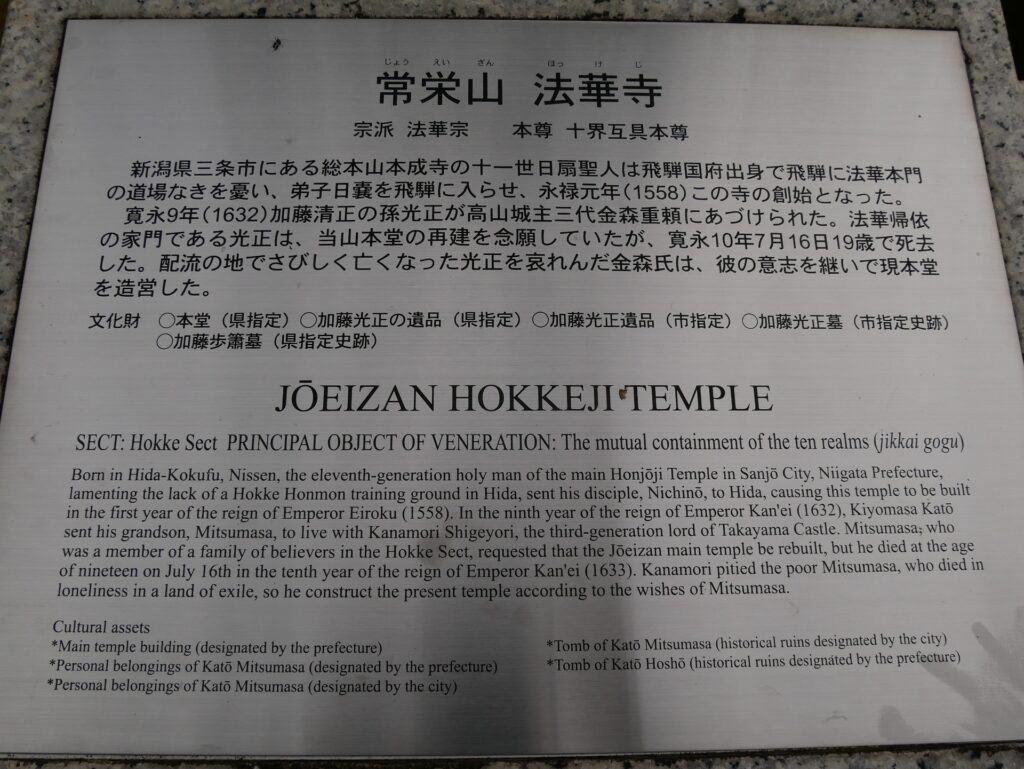 じょう えい ざん ほっ け じ
常栄山 法華寺
宗派 法華宗 本尊 十界互具本尊
新潟県三条市にある総本山本成寺の十一世日扇聖人は飛騨国府出身で飛騨に法華本門
の道場なきを憂い、弟子日嚢を飛騨に入らせ、永禄元年(1558)この寺の創始となった。
寛永9年(1632)加藤清正の孫光正が高山城主三代金森重頼にあづけられた。法華帰依
の家門である光正は、当山本堂の再建を念願していたが、寛永10年7月16日19歳で死去
した。配流の地でさびしく亡くなった光正を哀れんだ金森氏は、彼の意志を継いで現本堂
を造営した。
文化財 ○本堂(県指定)○加藤光正の遺品(県指定)○加藤光正遺品(市指定)○加藤光正墓(市指定史跡)
○加藤歩簫墓(県指定史跡)
JŌEIZAN HOKKEJI TEMPLE
SECT: Hokke Sect PRINCIPAL OBJECT OF VENERATION: The mutual containment of the ten realms (jikkai gogu)
Born in Hida-Kokufu, Nissen, the eleventh-generation holy man of the main Honjōji Temple in Sanjō City, Niigata Prefecture,
lamenting the lack of a Hokke Honmon training ground in Hida, sent his disciple, Nichinō, to Hida, causing this temple to be built
in the first year of the reign of Emperor Eiroku (1558). In the ninth year of the reign of Emperor Kan'ei (1632), Kiyomasa Katō
sent his grandson, Mitsumasa, to live with Kanamori Shigeyori, the third-generation lord of Takayama Castle. Mitsumasa, who
was a member of a family of believers in the Hokke Sect, requested that the Jōeizan main temple be rebuilt, but he died at the age
of nineteen on July 16th in the tenth year of the reign of Emperor Kan'ei (1633). Kanamori pitied the poor Mitsumasa, who died in
loneliness in a land of exile, so he construct the present temple according to the wishes of Mitsumasa.
Cultural assets
*Main temple building (designated by the prefecture)
*Personal belongings of Katō Mitsumasa (designated by the prefecture)
*Personal belongings of Katō Mitsumasa (designated by the city)
*Tomb of Katō Mitsumasa (historical ruins designated by the city)
*Tomb of Katō Hoshō (historical ruins designated by the prefecture)